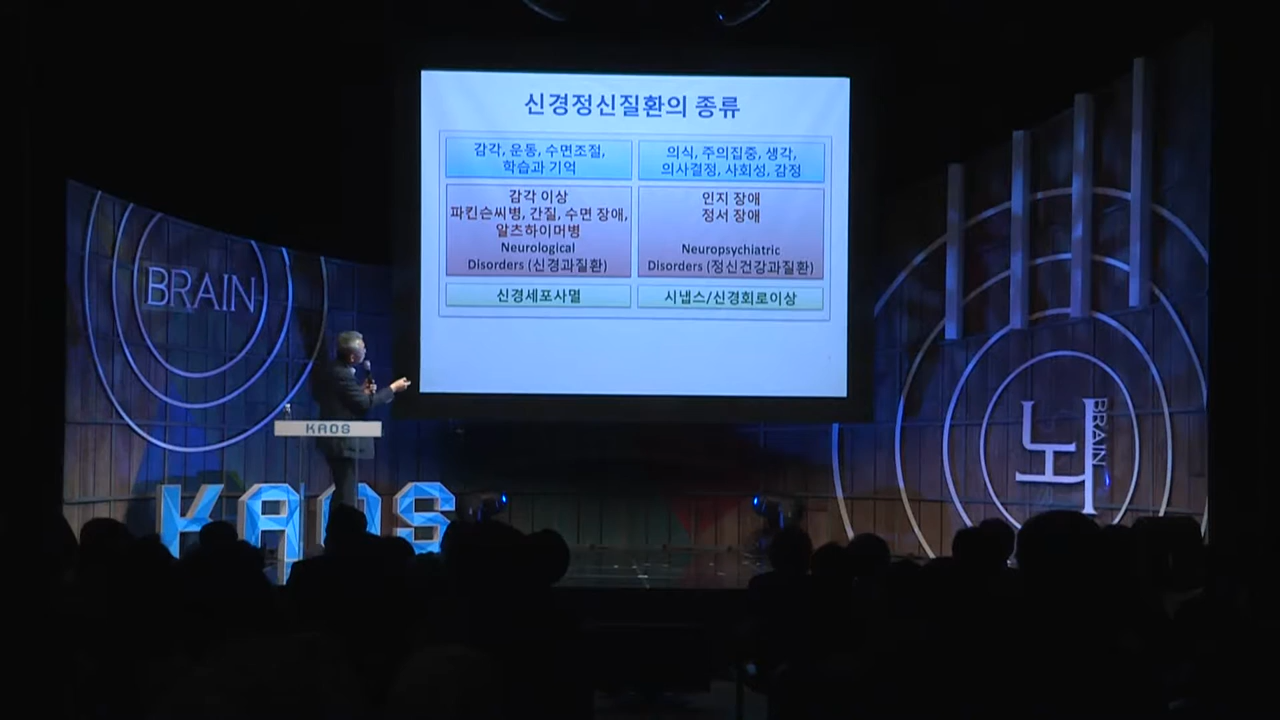 신경정신질환의 종류
감각, 운동, 수면조절,
학습과 기억
의식, 주의집중, 생각,
의사결정, 사회성, 감정
감각 이상
파킨슨씨병, 간질, 수면 장애,
알츠하이머병
Neurological
Disorders (신경과질환)
인지 장애
정서 장애
Neuropsychiatric
Disorders (정신건강과질환)
신경세포사멸
시냅스/신경회로이상
BRAIN
KAOS
KAOS
뇌
BRAIN